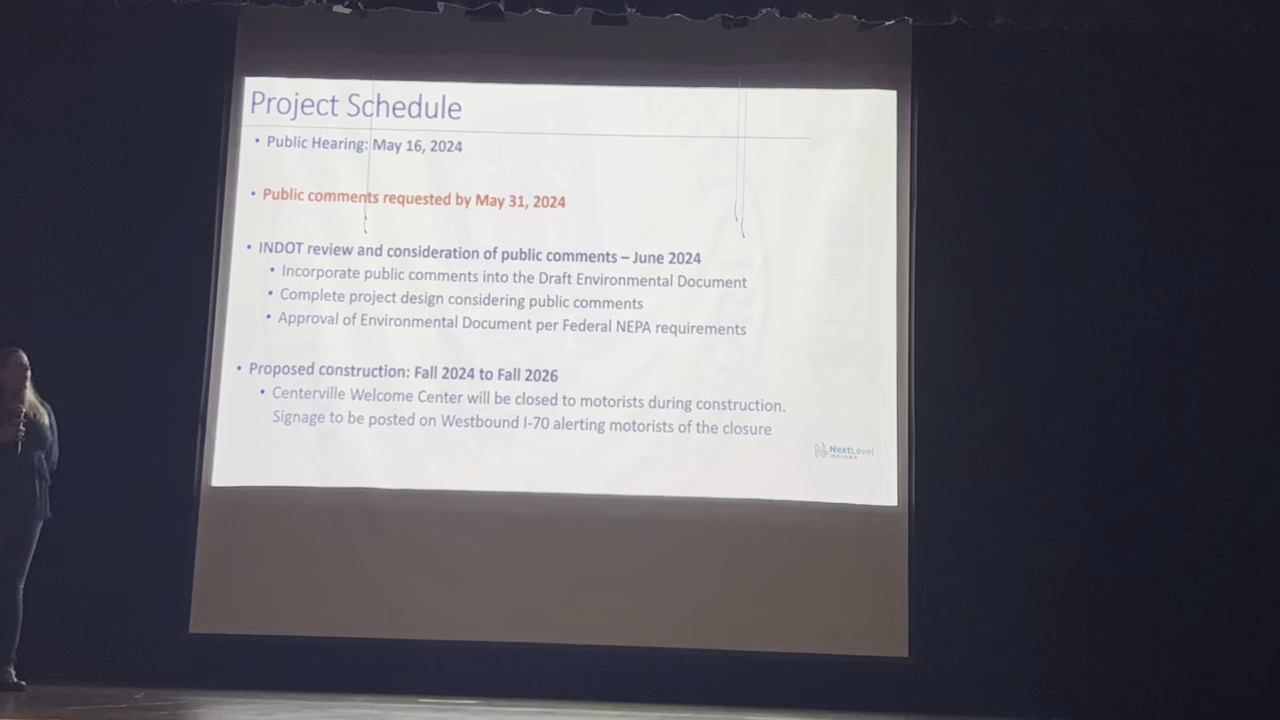 Project Schedule
• Public Hearing: May 16, 2024
• Public comments requested by May 31, 2024
• INDOT review and consideration of public comments – June 2024
• Incorporate public comments into the Draft Environmental Document
• Complete project design considering public comments
• Approval of Environmental Document per Federal NEPA requirements
• Proposed construction: Fall 2024 to Fall 2026
• Centerville Welcome Center will be closed to motorists during construction.
Signage to be posted on Westbound I-70 alerting motorists of the closure
NextLevel
INDIANA